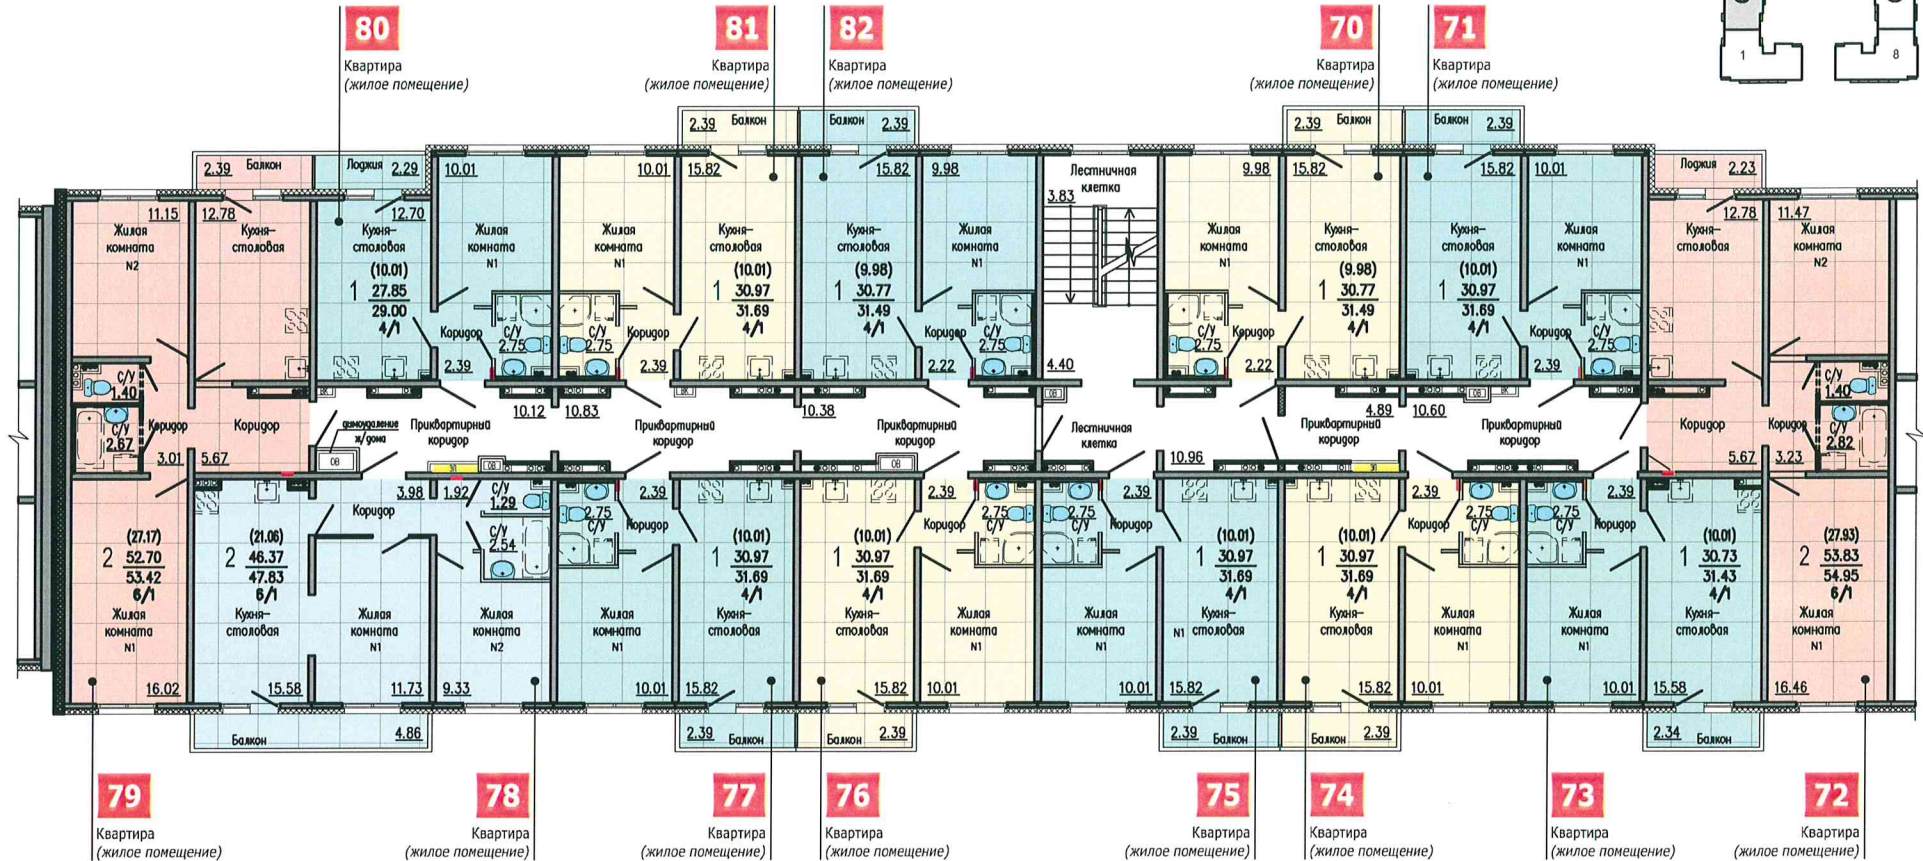 80
Квартира
(жилое помещение)
81
Квартира
(жилое помещение)
82
Квартира
(жилое помещение)
70
Квартира
(жилое помещение)
71
Квартира
(жилое помещение)
1
8
2.39 Балкон
Лоджия 2.29
2.39 Балкон
Балкон 2.39
2.39 Балкон
Балкон 2.39
Лоджия 2.23
11.15
Жилая
комната
N2
12.78
Кухня-
столовая
12.70
Кухня-
столовая
(10.01)
1 27.85
29.00
4/1
10.01
Жилая
комната
N1
10.01
Жилая
комната
N1
15.82
Кухня-
столовая
(10.01)
1 30.97
31.69
4/1
15.82
Кухня-
столовая
(9.98)
1 30.77
31.49
4/1
9.98
Жилая
комната
N1
Лестничная
клетка
3.83
4.40
9.98
Жилая
комната
N1
15.82
Кухня-
столовая
(9.98)
1 30.77
31.49
4/1
15.82
Кухня-
столовая
(10.01)
1 30.97
31.69
4/1
10.01
Жилая
комната
N1
12.78
Кухня-
столовая
11.47
Жилая
комната
N2
Коридор
2.39
С/У
2.75
С/У
2.75
Коридор
2.39
Коридор
2.22
С/У
2.75
С/У
2.75
Коридор
2.22
Коридор
2.39
С/У
2.75
С/У
1.40
С/У
2.67
Коридор
3.01
Коридор
5.67
дымоудаление
ж/дома
ОВ
10.12
Приквартирный
коридор
ЭЛ
ОВ
10.83
ВК
Приквартирный
коридор
10.38
Приквартирный
коридор
ОВ
ОВ
Лестничная
клетка
10.96
4.89
Приквартирный
коридор
ЭЛ
10.60
ОВ
ВК
Приквартирный
коридор
Коридор
5.67
Коридор
3.23
С/У
1.40
С/У
2.82
(27.17)
2 52.70
53.42
6/1
Жилая
комната
N1
16.02
(21.06)
2 46.37
47.83
6/1
Кухня-
столовая
15.58
3.98
Коридор
1.92
С/У
1.29
С/У
2.54
Жилая
комната
N1
11.73
Жилая
комната
N2
9.33
2.75
С/У
2.39
Коридор
Жилая
комната
N1
10.01
(10.01)
1 30.97
31.69
4/1
Кухня-
столовая
15.82
(10.01)
1 30.97
31.69
4/1
Кухня-
столовая
15.82
2.39
Коридор
2.75
С/У
Жилая
комната
N1
10.01
2.75
С/У
2.39
Коридор
Жилая
комната
N1
10.01
(10.01)
1 30.97
31.69
4/1
Кухня-
N1 столовая
15.82
(10.01)
1 30.97
31.69
4/1
Кухня-
столовая
15.82
2.39
Коридор
2.75
С/У
Жилая
комната
N1
10.01
2.75
С/У
2.39
Коридор
Жилая
комната
N1
10.01
(10.01)
1 30.73
31.43
4/1
Кухня-
столовая
15.58
(27.93)
2 53.83
54.95
6/1
Жилая
комната
N1
16.46
Балкон 4.86
2.39 Балкон
Балкон 2.39
2.39 Балкон
Балкон 2.39
2.34 Балкон
79
Квартира
(жилое помещение)
78
Квартира
(жилое помещение)
77
Квартира
(жилое помещение)
76
Квартира
(жилое помещение)
75
Квартира
(жилое помещение)
74
Квартира
(жилое помещение)
73
Квартира
(жилое помещение)
72
Квартира
(жилое помещение)